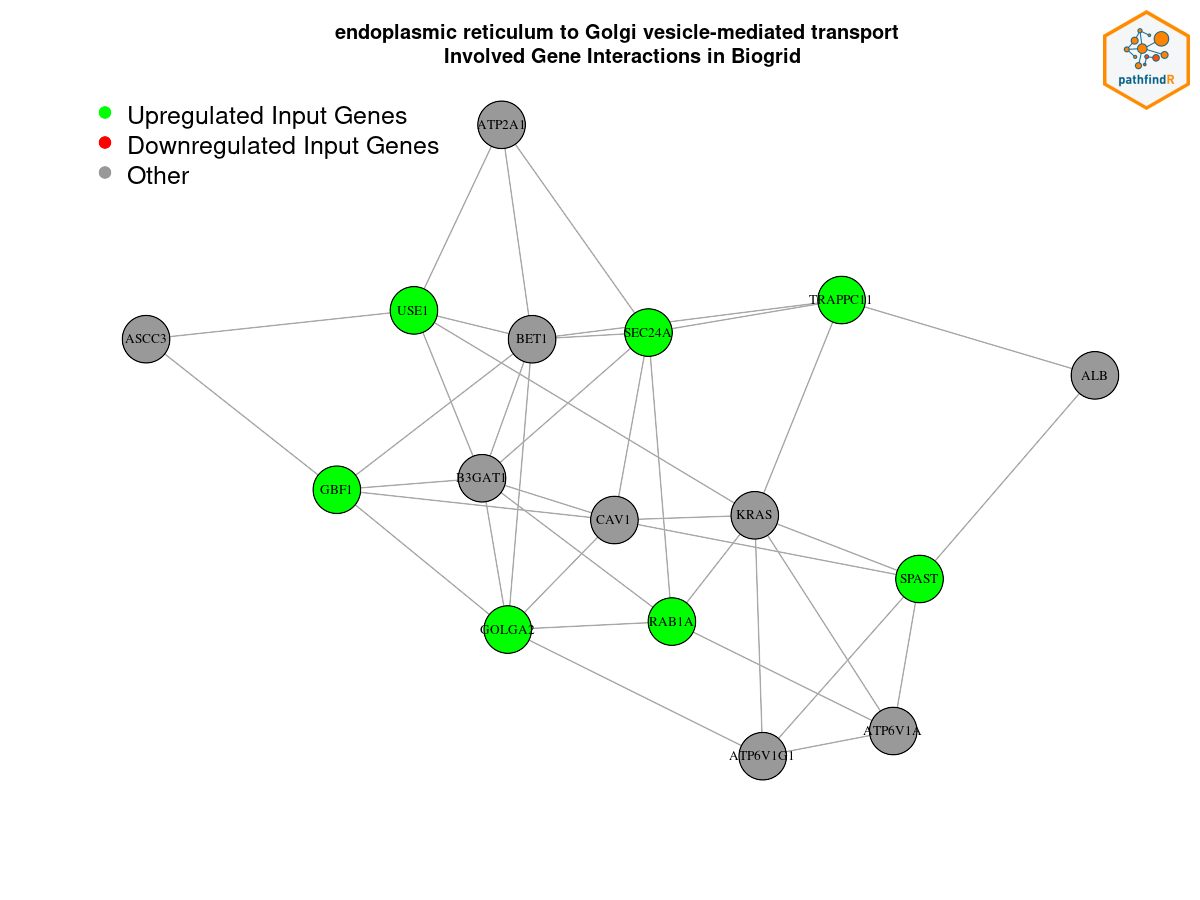 endoplasmic reticulum to Golgi vesicle-mediated transport
Involved Gene Interactions in Biogrid
pathfindR
Upregulated Input Genes
Downregulated Input Genes
Other
ATP2A1
USE1
TRAPPC11
SEC24A
ASCC3
BET1
ALB
B3GAT1
GBF1
CAV1
KRAS
SPAST
GOLGA2
RAB1A
ATP6V1A
ATP6V1G1